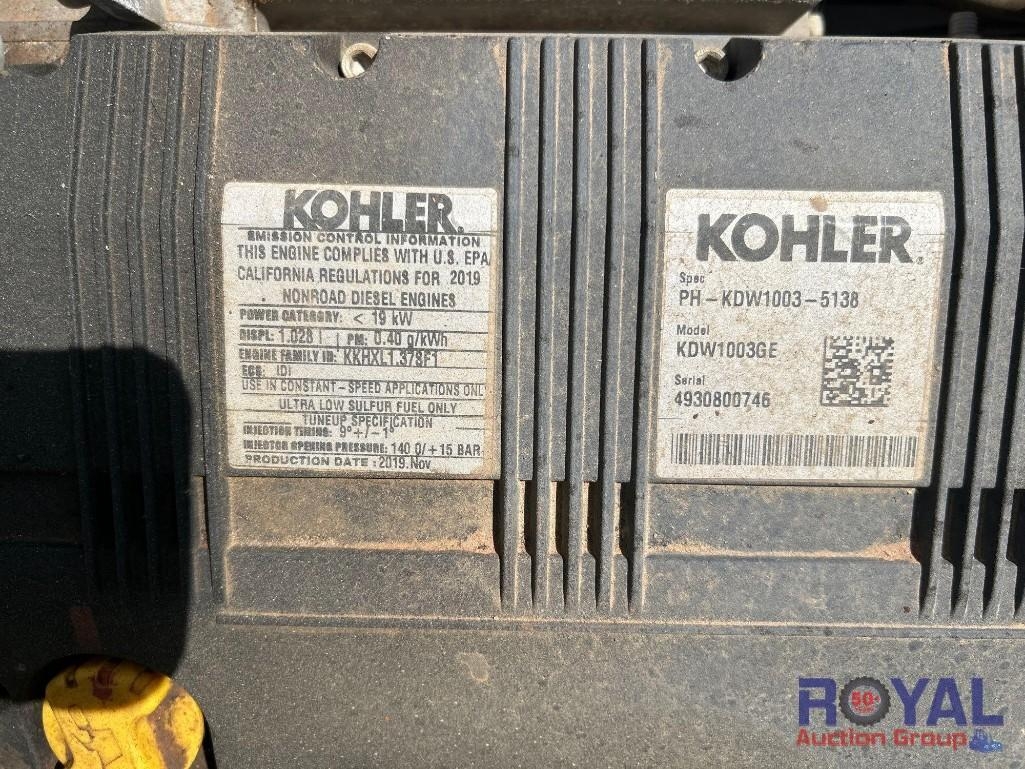 KOHLER.
EMISSION CONTROL INFORMATION
THIS ENGINE COMPLIES WITH U.S. EPA
CALIFORNIA REGULATIONS FOR 2019
NONROAD DIESEL ENGINES
POWER CATERGRY: < 19 kW
DISPL: 1.028 l PM: 0.40 g/kWh
ENGINE FAMILY ID: KKHXL1.378F1
ECS: IDI
USE IN CONSTANT-SPEED APPLICATIONS ONL
ULTRA LOW SULFUR FUEL ONLY
TUNEUP SPECIFICATION
INJECTION TIMING: 9°+/-1°
INJECTOR OPENING PRESSURE: 140 0/+15 BAR
PRODUCTION DATE: 2019.Nov
KOHLER®
Spec
PH-KDW1003-5138
Model
KDW1003GE
Serial
4930800746
ROYAL
50
Auction Group